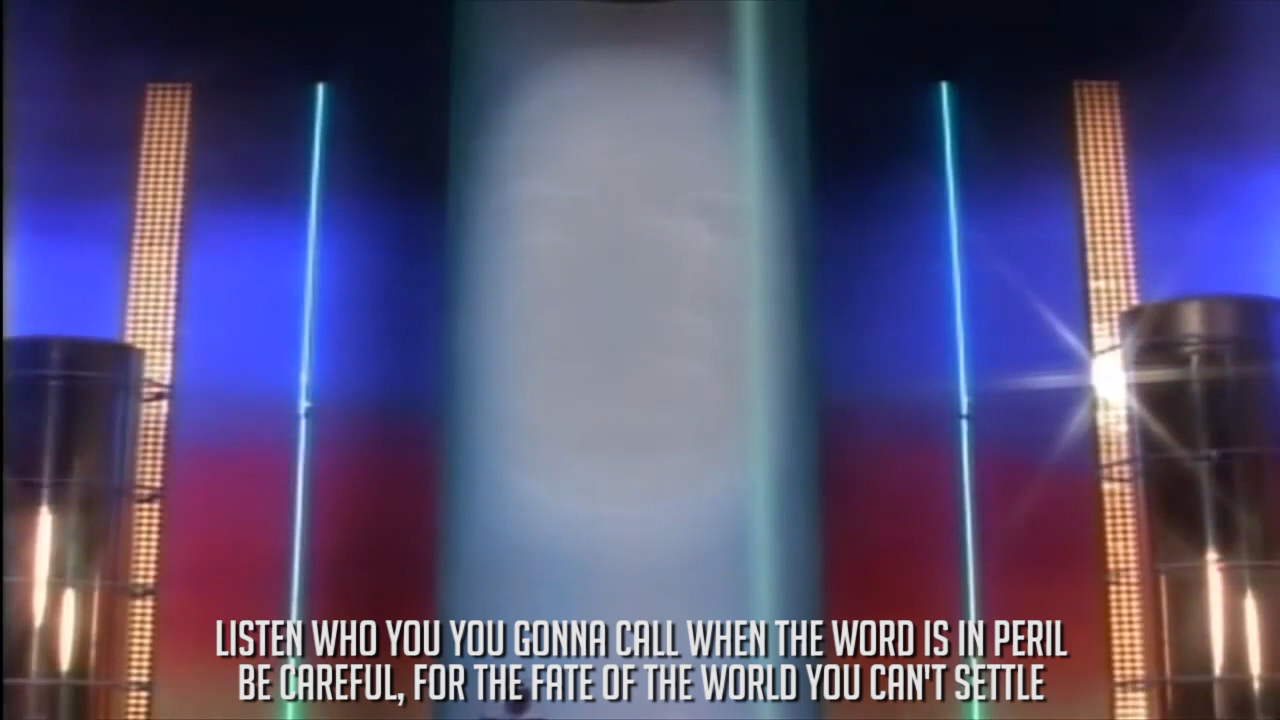 LISTEN WHO YOU YOU GONNA CALL WHEN THE WORD IS IN PERIL
BE CAREFUL, FOR THE FATE OF THE WORLD YOU CAN'T SETTLE